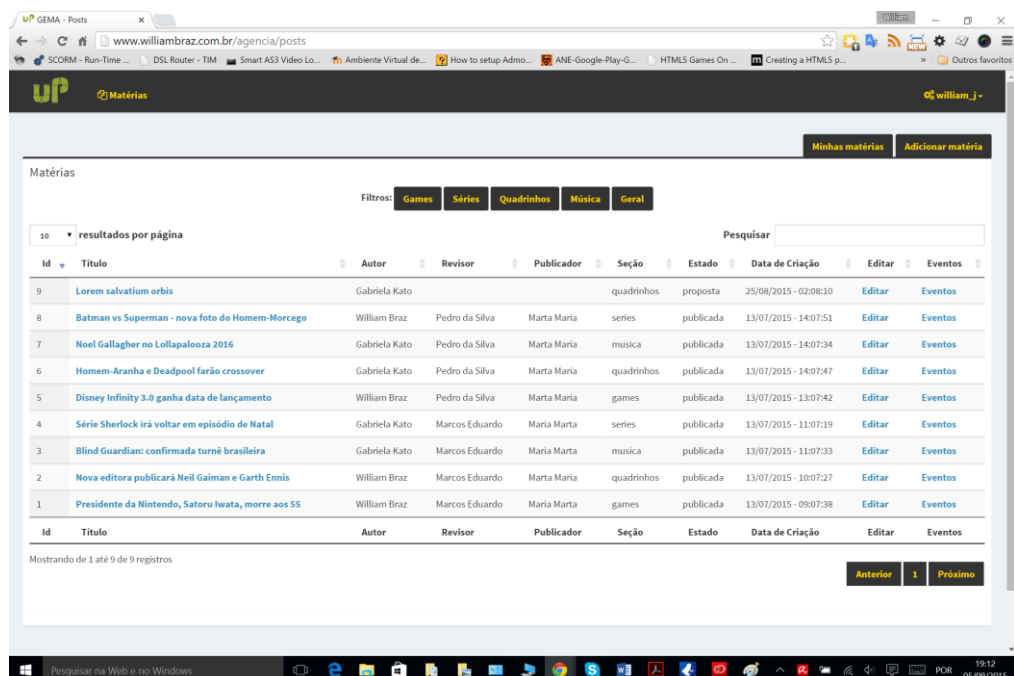 GEMA - Posts
William
www.williambraz.com.br/agencia/posts
NEW
SCORM - Run-Time ... DSL Router - TIM Smart AS3 Video Lo... Ambiente Virtual de... How to setup Admo... ANE-Google-Play-G... HTML5 Games On ... Creating a HTML5 p... » Outros favoritos
uP Matérias william_j
Minhas matérias Adicionar matéria
Matérias
Filtros: Games Séries Quadrinhos Música Geral
10 resultados por página Pesquisar
Id Título Autor Revisor Publicador Seção Estado Data de Criação Editar Eventos
9 Lorem salvatium orbis Gabriela Kato quadrinhos proposta 25/08/2015 - 02:08:10 Editar Eventos
8 Batman vs Superman - nova foto do Homem-Morcego William Braz Pedro da Silva Marta Maria series publicada 13/07/2015 - 14:07:51 Editar Eventos
7 Noel Gallagher no Lollapalooza 2016 Gabriela Kato Pedro da Silva Marta Maria musica publicada 13/07/2015 - 14:07:34 Editar Eventos
6 Homem-Aranha e Deadpool farão crossover Gabriela Kato Pedro da Silva Marta Maria quadrinhos publicada 13/07/2015 - 14:07:47 Editar Eventos
5 Disney Infinity 3.0 ganha data de lançamento William Braz Pedro da Silva Marta Maria games publicada 13/07/2015 - 13:07:42 Editar Eventos
4 Série Sherlock irá voltar em episódio de Natal Gabriela Kato Marcos Eduardo Marta Maria series publicada 13/07/2015 - 11:07:19 Editar Eventos
3 Blind Guardian: confirmada turnê brasileira Gabriela Kato Marcos Eduardo Maria Marta musica publicada 13/07/2015 - 11:07:33 Editar Eventos
2 Nova editora publicará Neil Gaiman e Garth Ennis William Braz Marcos Eduardo Maria Marta quadrinhos publicada 13/07/2015 - 10:07:27 Editar Eventos
1 Presidente da Nintendo, Satoru Iwata, morre aos 55 William Braz Marcos Eduardo Maria Marta games publicada 13/07/2015 - 09:07:38 Editar Eventos
Id Título Autor Revisor Publicador Seção Estado Data de Criação Editar Eventos
Mostrando de 1 até 9 de 9 registros
Anterior 1 Próximo
Pesquisar na Web e no Windows POR 19:12
05/09/2015